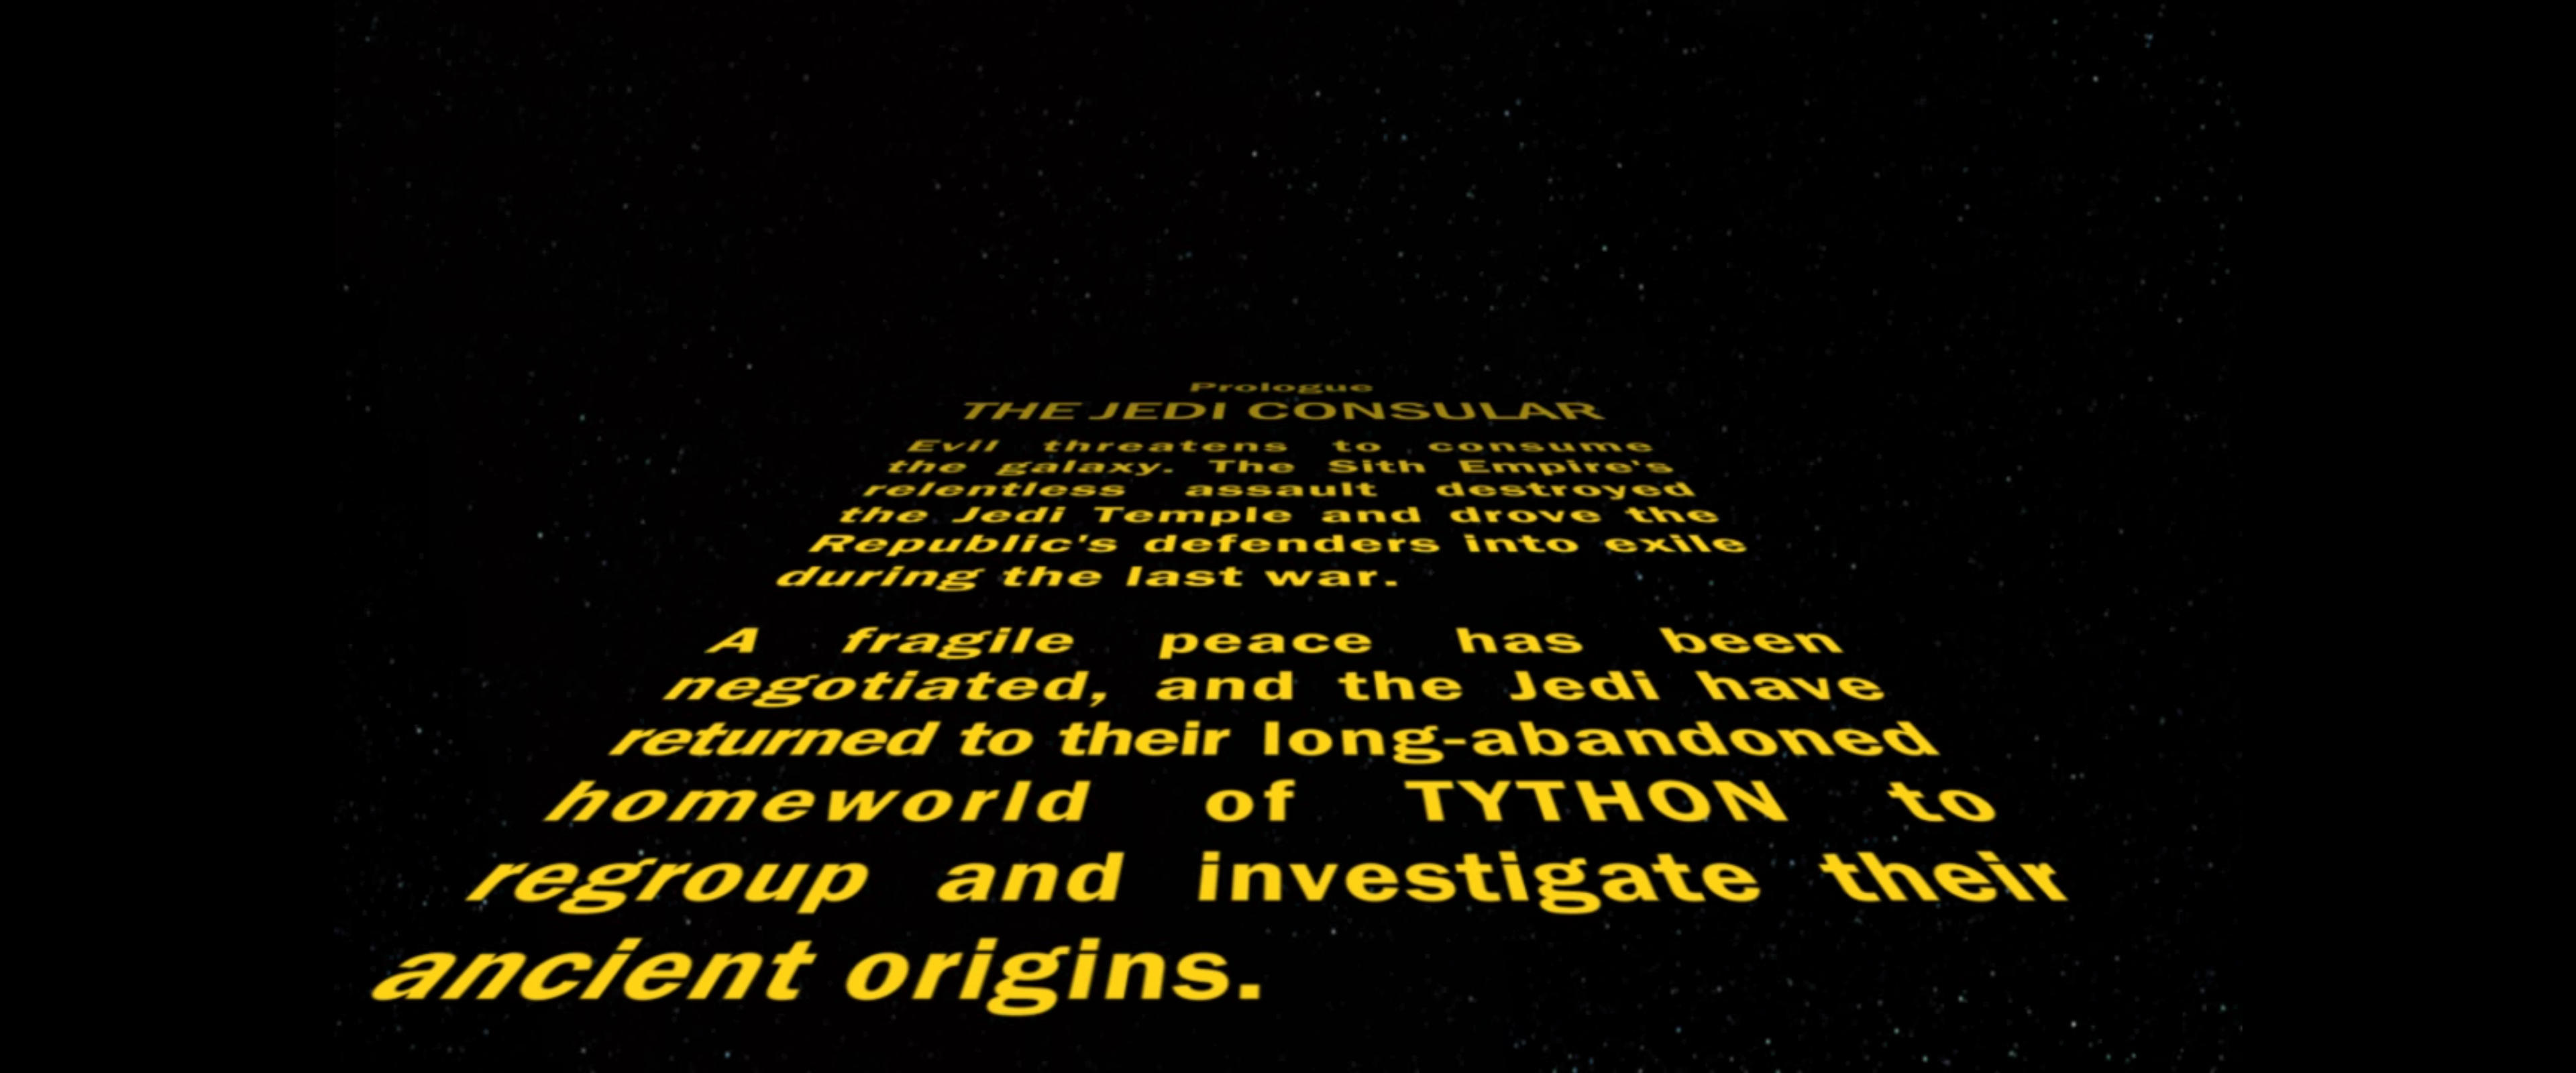 Prologue
THE JEDI CONSULAR
Evil threatens to consume
the galaxy. The Sith Empire's
relentless assault destroyed
the Jedi Temple and drove the
Republic's defenders into exile
during the last war.
A fragile peace has been
negotiated, and the Jedi have
returned to their long-abandoned
homeworld of TYTHON to
regroup and investigate their
ancient origins.